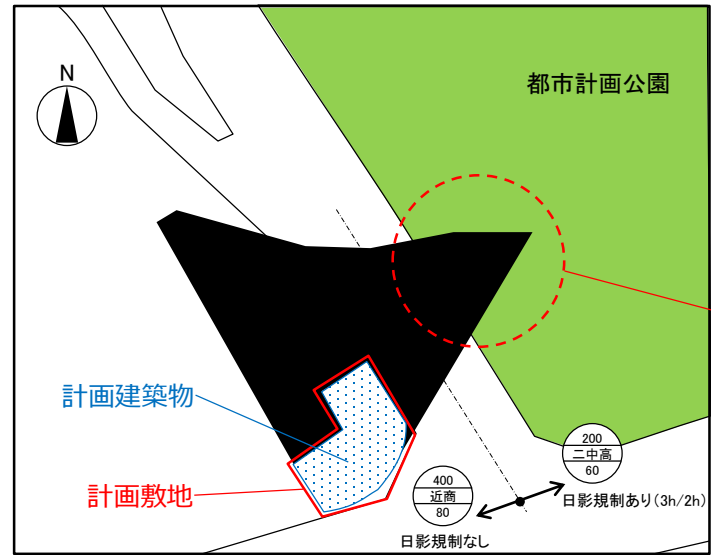 都市計画公園
N
計画建築物
計画敷地
200
二中高
60
日影規制あり(3h/2h)
400
近商
80
日影規制なし